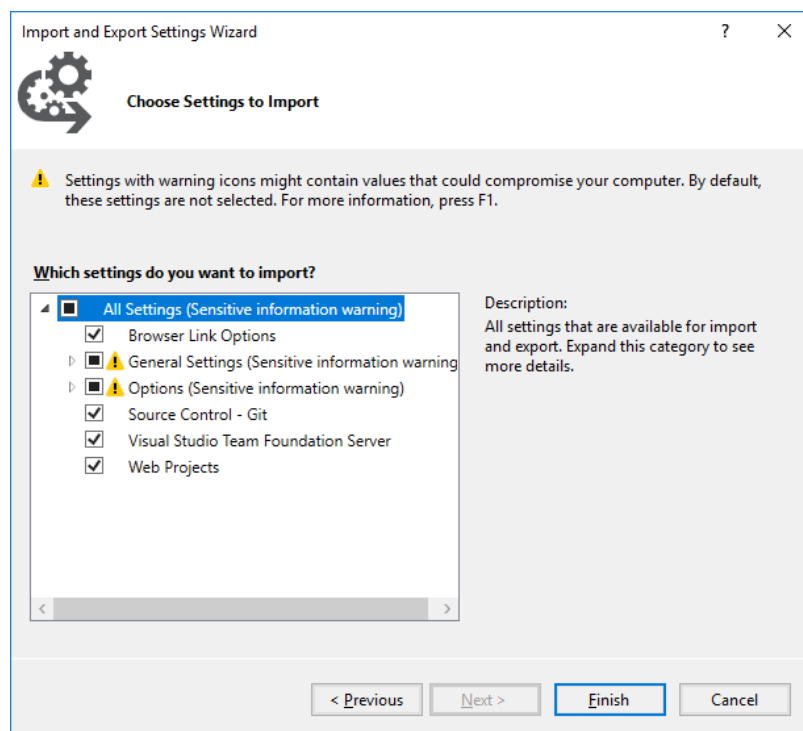 Import and Export Settings Wizard
?
Choose Settings to Import
Settings with warning icons might contain values that could compromise your computer. By default,
these settings are not selected. For more information, press F1.
Which settings do you want to import?
All Settings (Sensitive information warning)
Browser Link Options
General Settings (Sensitive information warning
Options (Sensitive information warning)
Source Control - Git
Visual Studio Team Foundation Server
Web Projects
Description:
All settings that are available for import
and export. Expand this category to see
more details.
< Previous
Next >
Finish
Cancel